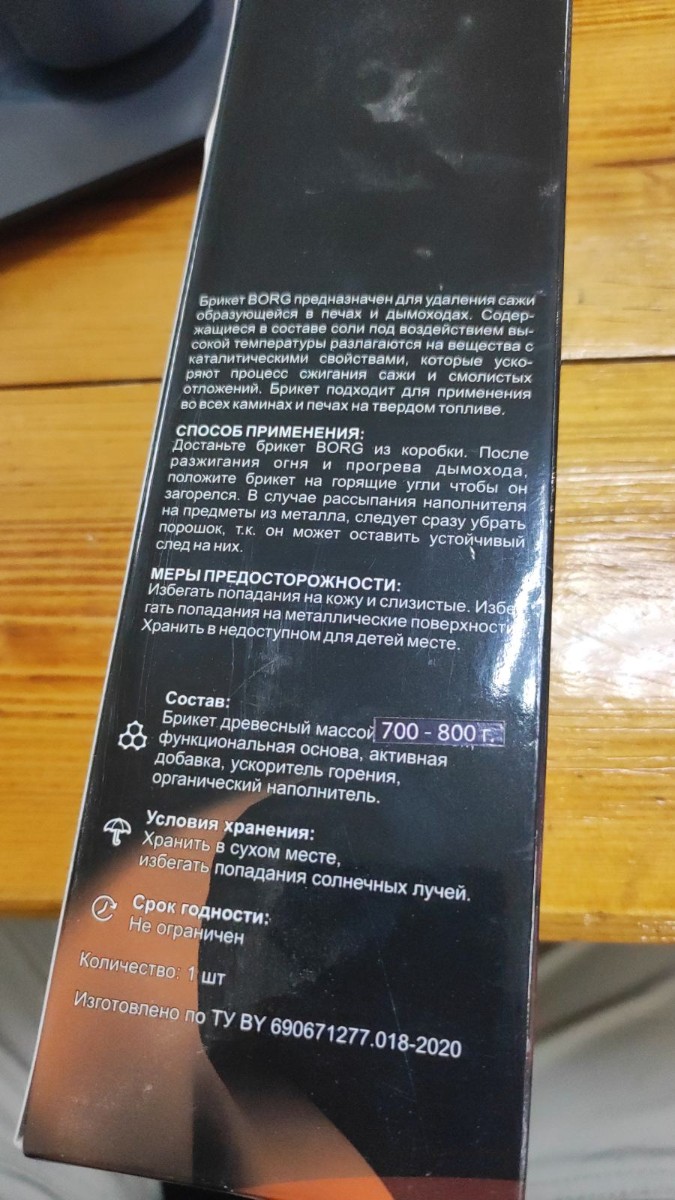 Брикет BORG предназначен для удаления сажи
образующейся в печах и дымоходах. Содер-
жащиеся в составе соли под воздействием вы-
сокой температуры разлагаются на вещества с
каталитическими свойствами, которые уско-
ряют процесс сжигания сажи и смолистых
отложений. Брикет подходит для применения
во всех каминах и печах на твердом топливе.
СПОСОБ ПРИМЕНЕНИЯ:
Достаньте брикет BORG из коробки. После
разжигания огня и прогрева дымохода,
положите брикет на горящие угли чтобы он
загорелся. В случае рассыпания наполнителя
на предметы из металла, следует сразу убрать
порошок, т.к. он может оставить устойчивый
след на них.
МЕРЫ ПРЕДОСТОРОЖНОСТИ:
Избегать попадания на кожу и слизистые. Избе-
гать попадания на металлические поверхности
Хранить в недоступном для детей месте.
Состав:
Брикет древесный массой 700 - 800 г.
функциональная основа, активная
добавка, ускоритель горения,
органический наполнитель.
Условия хранения:
Хранить в сухом месте,
избегать попадания солнечных лучей.
Срок годности:
Не ограничен
Количество: 1 шт
Изготовлено по ТУ BY 690671277.018-2020